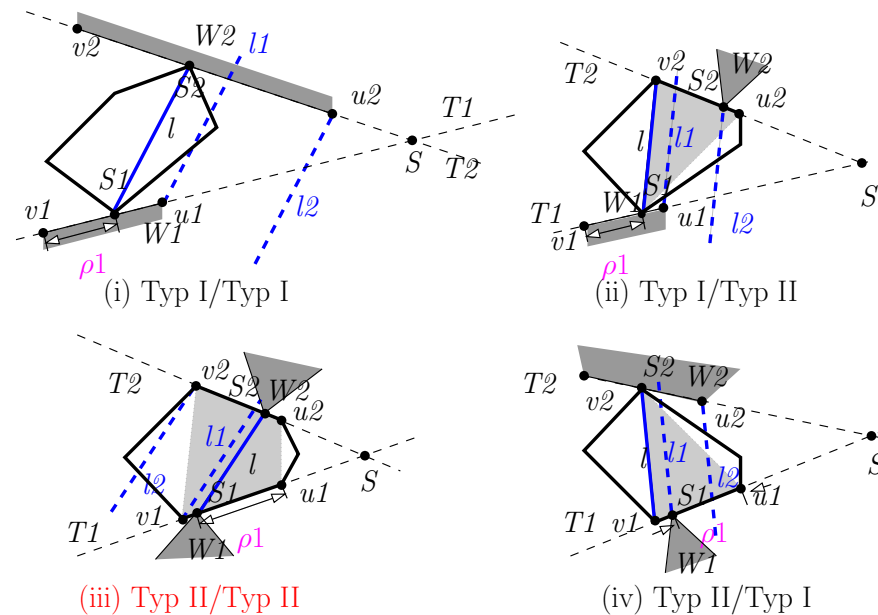 v2
W2
l1
S2
l
u2
T1
S
T2
S1
v1
u1
W1
l2
ρ1
(i) Typ I/Typ I
v2
W2
T2
S2
u2
l
l1
S
S1
W1
T1
u1
v1
l2
ρ1
(ii) Typ I/Typ II
T2
v2
S2
W2
u2
l1
l
l2
S
S1
u1
v1
T1
W1
ρ1
(iii) Typ II/Typ II
S2
T2
W2
v2
u2
l
l1
S
l2
u1
S1
v1
T1
ρ1
W1
(iv) Typ II/Typ I